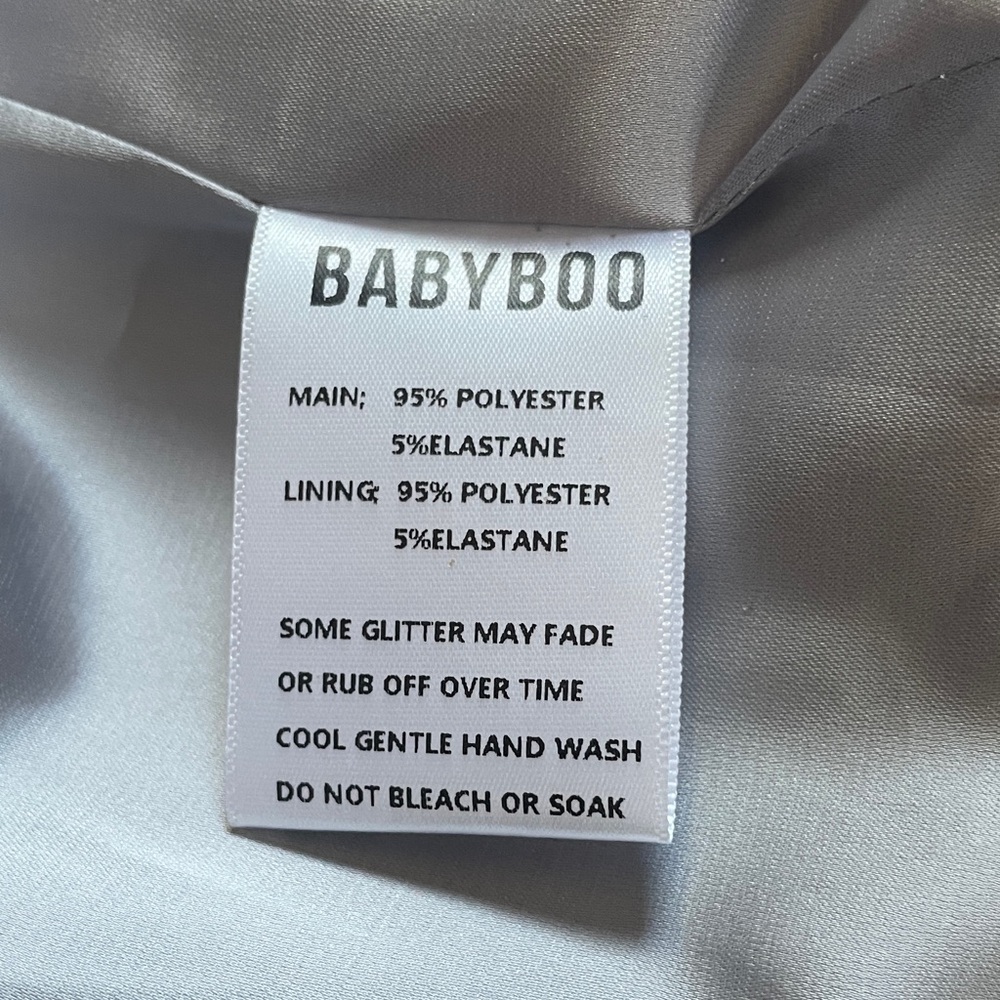 BABYBOO
MAIN; 95% POLYESTER
5%ELASTANE
LINING; 95% POLYESTER
5%ELASTANE
SOME GLITTER MAY FADE
OR RUB OFF OVER TIME
COOL GENTLE HAND WASH
DO NOT BLEACH OR SOAK